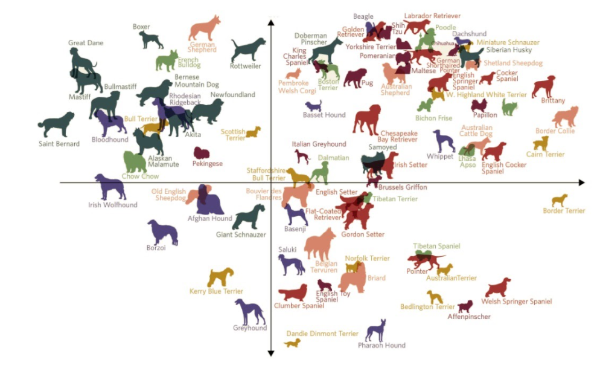 Boxer
German
Shepherd
Great Dane
French
Bulldog
Rottweiler
Mastiff
Bullmastiff
Bernese
Mountain Dog
Rhodesian
Ridgeback
Newfoundland
Saint Bernard
Bloodhound
Bull Terrier
Akita
Scottish
Terrier
Alaskan
Malamute
Pekingese
Chow Chow
Irish Wolfhound
Old English
Sheepdog
Afghan Hound
Giant Schnauzer
Borzoi
Kerry Blue Terrier
Greyhound
Beagle
Golden
Retriever
Shih
Tzu
Labrador Retriever
Poodle
Dachshund
Miniature Schnauzer
Siberian Husky
Doberman
Pinscher
Yorkshire Terrier
King
Charles
Spaniel
Pomeranian
Maltese
German
Shorthaired
Pointer
Shetland Sheepdog
Pembroke
Welsh Corgi
Boston
Terrier
Pug
Australian
Shepherd
English
Springer
Spaniel
Cocker
Spaniel
Brittany
W. Highland White Terrier
Basset Hound
Bichon Frise
Papillon
Border Collie
Chesapeake
Bay Retriever
Australian
Cattle Dog
Cairn Terrier
Italian Greyhound
Samoyed
Whippet
Lhasa
Apso
English Cocker
Spaniel
Dalmatian
Irish Setter
Staffordshire
Bull Terrier
Brussels Griffon
Bouvier des
Flandres
English Setter
Tibetan Terrier
Border Terrier
Flat-Coated
Retriever
Basenji
Gordon Setter
Saluki
Belgian
Tervuren
Norfolk Terrier
Briard
Tibetan Spaniel
Pointer
Australian Terrier
Clumber Spaniel
English Toy
Spaniel
Bedlington Terrier
Welsh Springer Spaniel
Affenpinscher
Dandie Dinment Terrier
Pharaoh Hound